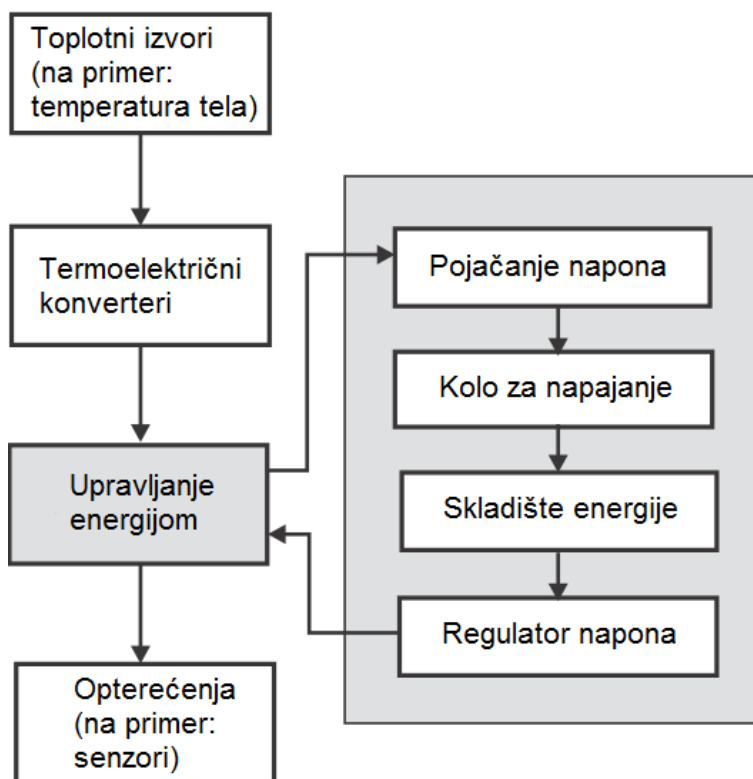 Toplotni izvori
(na primer:
temperatura tela)
Termoelektrični
konverteri
Upravljanje
energijom
Opterećenja
(na primer:
senzori)
Pojačanje napona
Kolo za napajanje
Skladište energije
Regulator napona